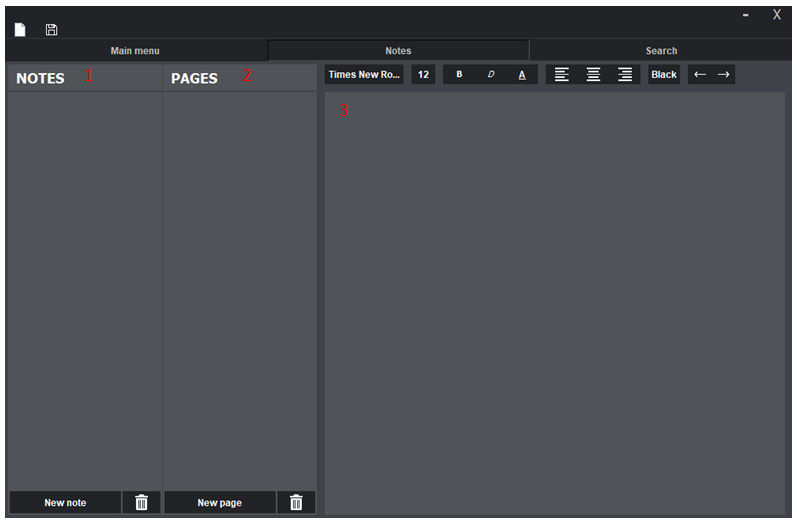 - X
Main menu Notes Search
NOTES 1 PAGES 2 Times New Ro... 12 B D A Black ← →
3
New note New page